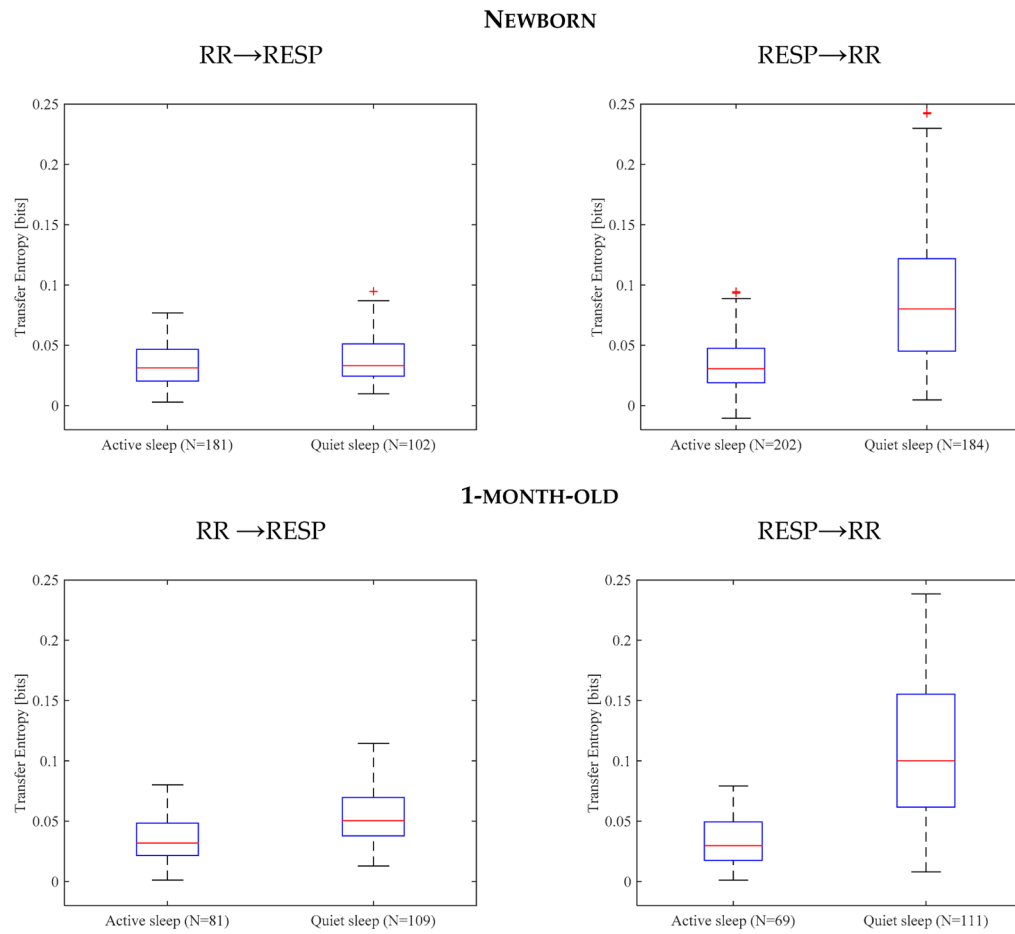 NEWBORN
RR→RESP
RESP→RR
Transfer Entropy [bits]
0.25
0.2
0.15
0.1
0.05
0
Active sleep (N=181)
Quiet sleep (N=102)
Transfer Entropy [bits]
0.25
0.2
0.15
0.1
0.05
0
Active sleep (N=202)
Quiet sleep (N=184)
1-MONTH-OLD
RR →RESP
RESP→RR
Transfer Entropy [bits]
0.25
0.2
0.15
0.1
0.05
0
Active sleep (N=81)
Quiet sleep (N=109)
Transfer Entropy [bits]
0.25
0.2
0.15
0.1
0.05
0
Active sleep (N=69)
Quiet sleep (N=111)